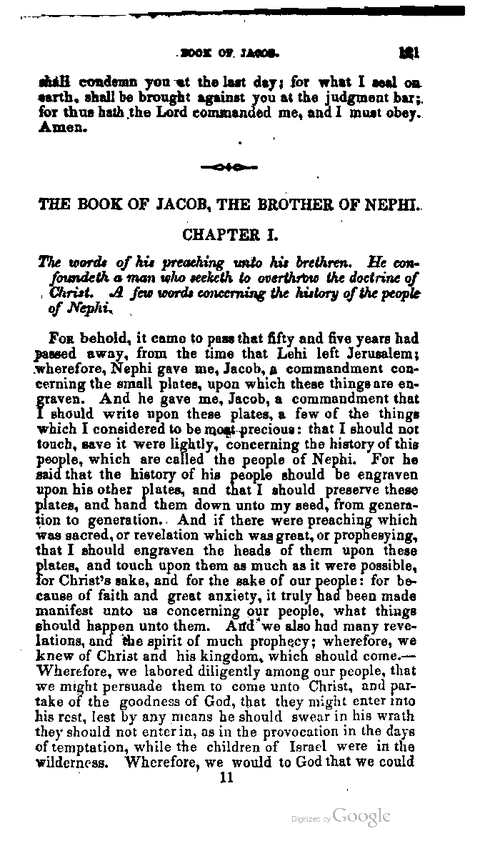 BOOK OF JACOB. 121
shall condemn you at the last day; for what I seal on
earth, shall be brought against you at the judgment bar;
for thus hath the Lord commanded me, and I must obey.
Amen.
THE BOOK OF JACOB, THE BROTHER OF NEPHI.
CHAPTER I.
The words of his preaching unto his brethren. He con-
foundeth a man who seeketh to overthrow the doctrine of
Christ. A few words concerning the history of the people
of Nephi.
FOR behold, it came to pass that fifty and five years had
passed away, from the time that Lehi left Jerusalem;
wherefore, Nephi gave me, Jacob, a commandment con-
cerning the small plates, upon which these things are en-
graven. And he gave me, Jacob, a commandment that
I should write upon these plates, a few of the things
which I considered to be most precious: that I should not
touch, save it were lightly, concerning the history of this
people, which are called the people of Nephi. For he
said that the history of his people should be engraven
upon his other plates, and that I should preserve these
plates, and hand them down unto my seed, from genera-
tion to generation. And if there were preaching which
was sacred, or revelation which was great, or prophesying,
that I should engraven the heads of them upon these
plates, and touch upon them as much as it were possible,
for Christ's sake, and for the sake of our people: for be-
cause of faith and great anxiety, it truly had been made
manifest unto us concerning our people, what things
should happen unto them. And we also had many reve-
lations, and the spirit of much prophecy; wherefore, we
knew of Christ and his kingdom, which should come.—
Wherefore, we labored diligently among our people, that
we might persuade them to come unto Christ, and par-
take of the goodness of God, that they might enter into
his rest, lest by any means he should swear in his wrath
they should not enter in, as in the provocation in the days
of temptation, while the children of Israel were in the
wilderness. Wherefore, we would to God that we could
11
Digitized by Google